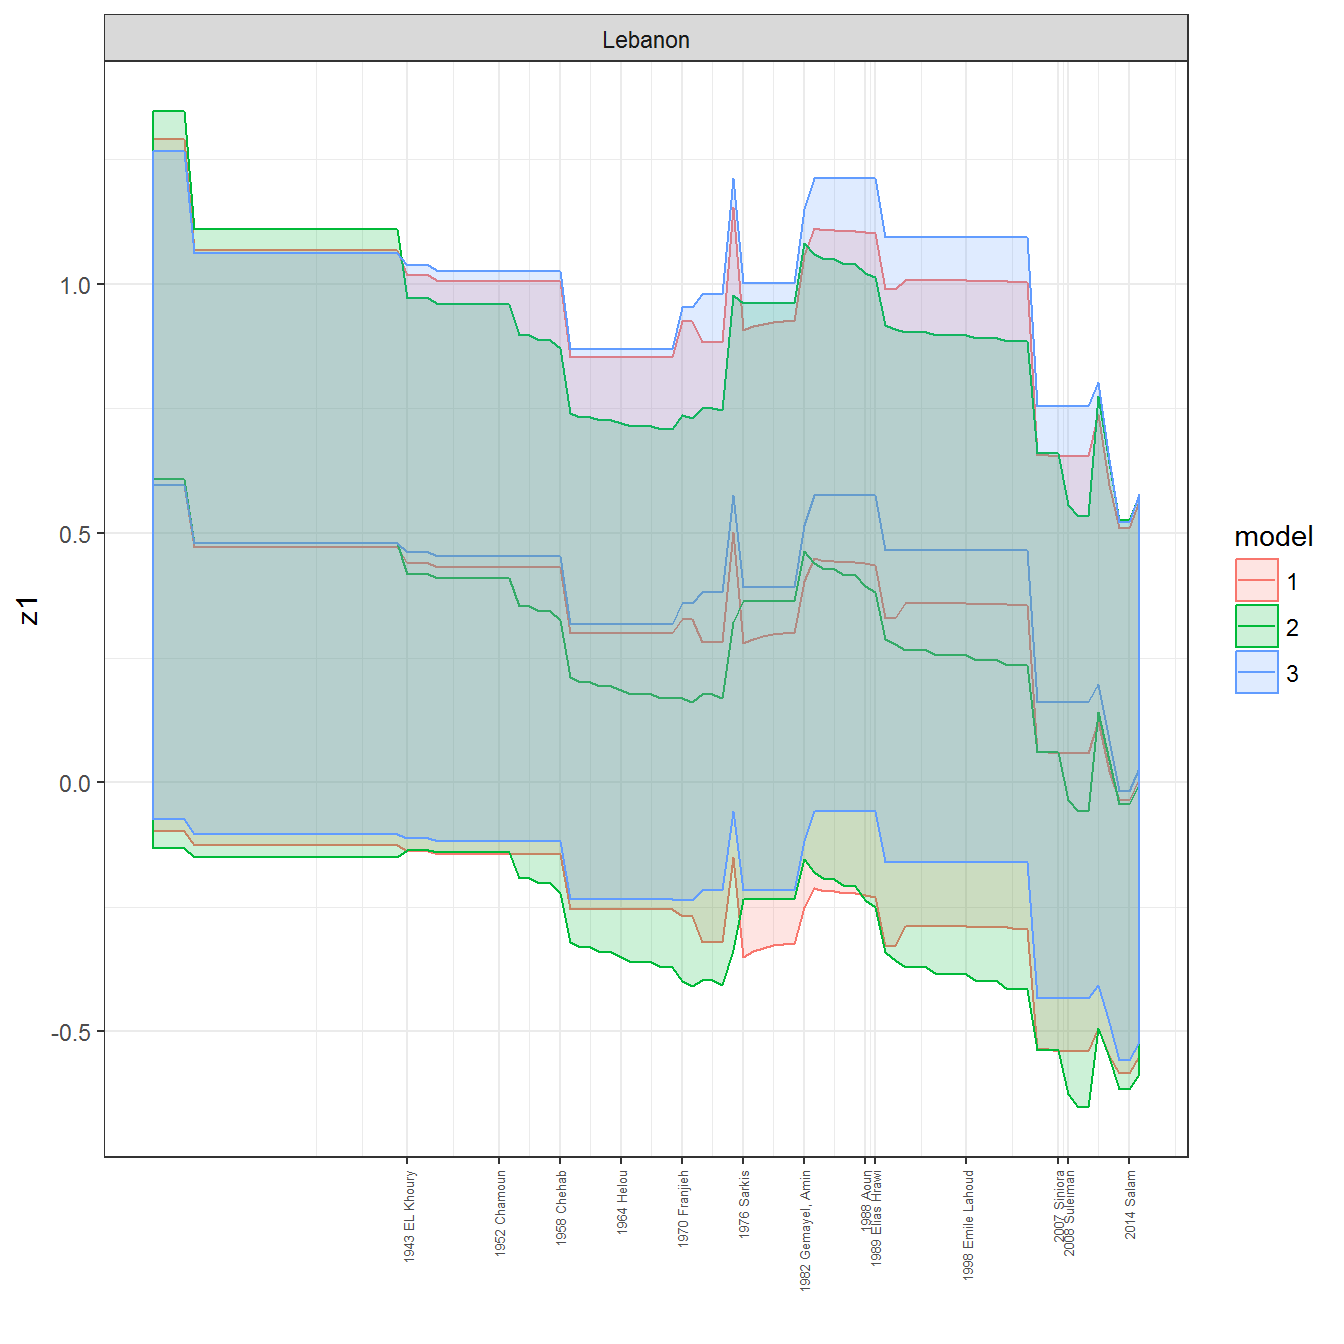 Lebanon
z1
1.0
0.5
0.0
-0.5
1943 EL Khoury
1952 Chamoun
1958 Chehab
1964 Helou
1970 Franjieh
1976 Sarkis
1982 Gemayel, Amin
1988 Aoun
1989 Elias Hrawi
1998 Emile Lahoud
2007 Siniora
2008 Suleiman
2014 Salam
model
1
2
3